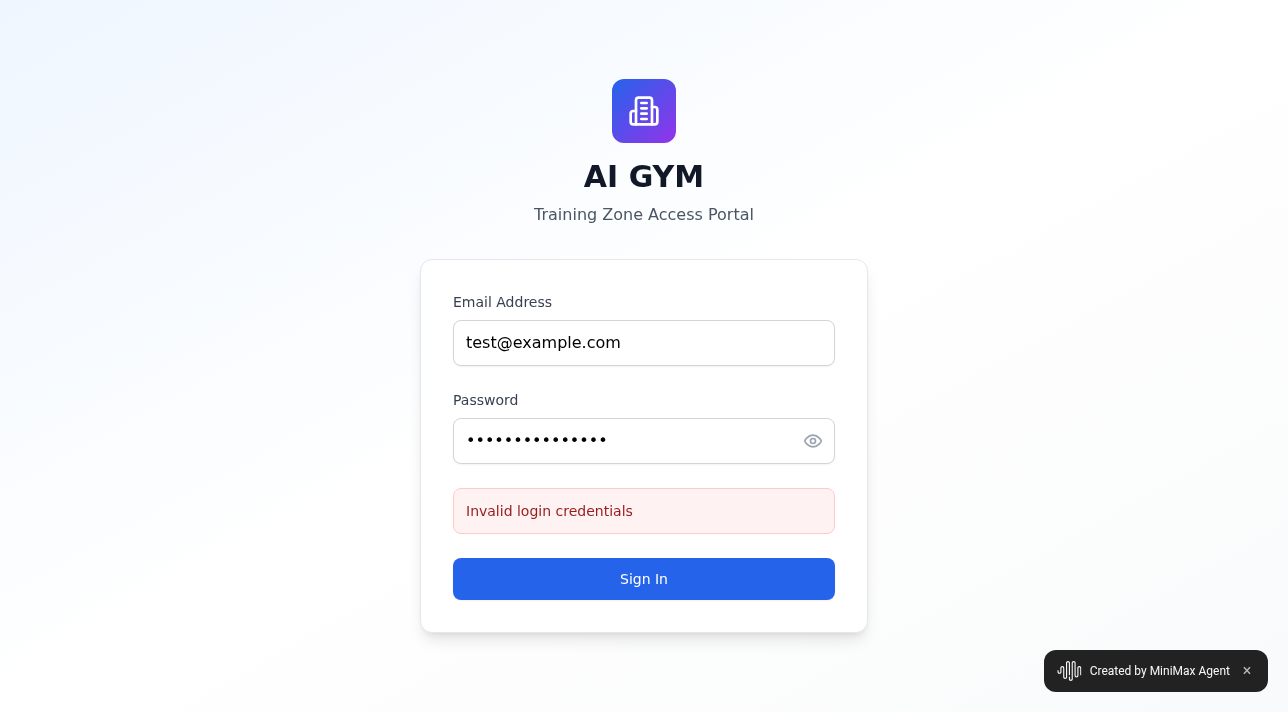 AI GYM
Training Zone Access Portal
Email Address
test@example.com
Password
•••••••••••••••
Invalid login credentials
Sign In
Created by MiniMax Agent ×